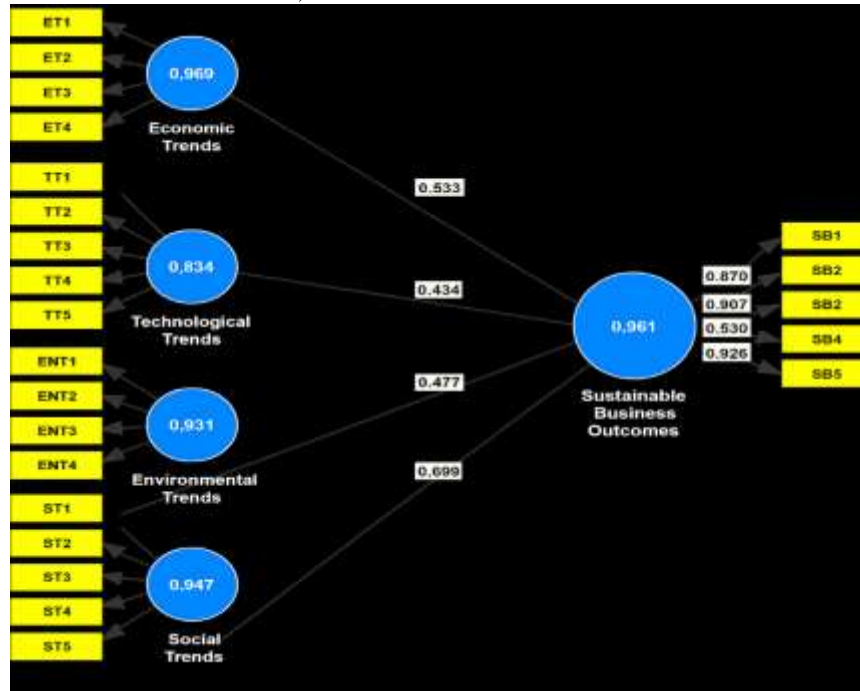 ET1
ET2
ET3
ET4
0,969
Economic
Trends
TT1
TT2
TT3
TT4
TT5
0,834
Technological
Trends
ENT1
ENT2
ENT3
ENT4
0,931
Environmental
Trends
ST1
ST2
ST3
ST4
ST5
0,947
Social
Trends
0.533
0.434
0.477
0.699
0,961
Sustainable
Business
Outcomes
0.870
0.907
0.530
0.926
SB1
SB2
SB2
SB4
SB5